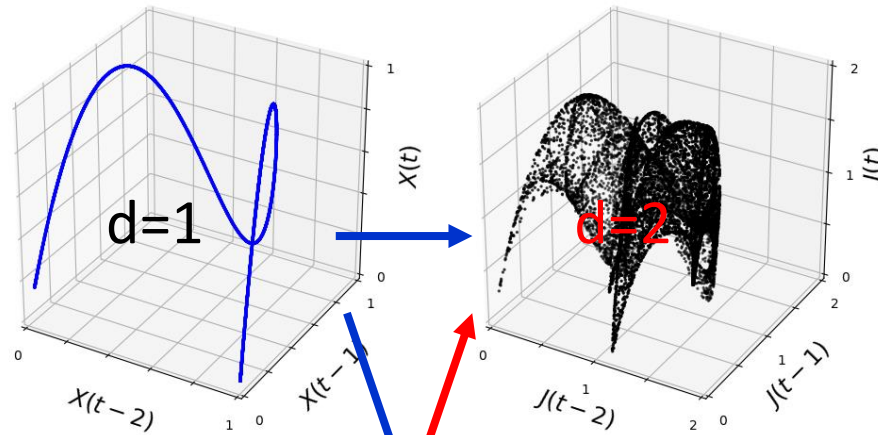 1
X(t)
0
1
X(t − 1)
0
1
X(t − 2)
0
d=1
2
J(t)
1
0
2
J(t − 1)
1
0
2
J(t − 2)
1
0
d=2